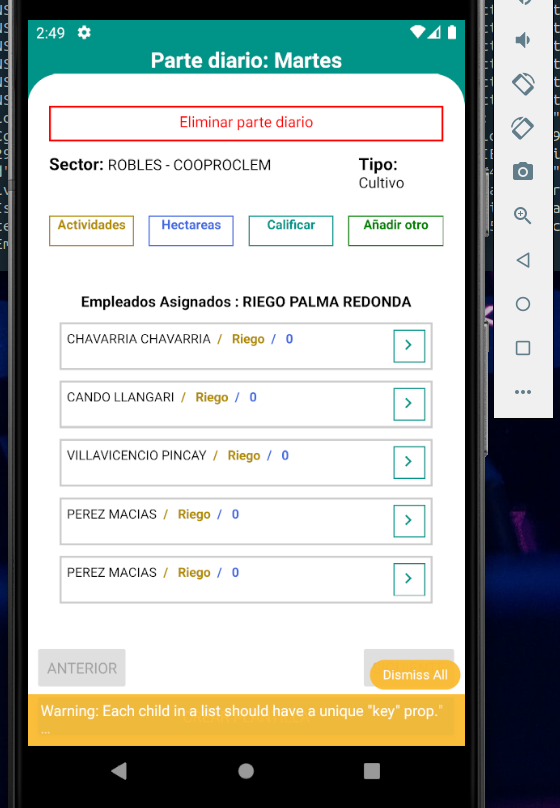 2:49
Parte diario: Martes
Eliminar parte diario
Sector: ROBLES - COOPROCLEM
Tipo:
Cultivo
Actividades
Hectareas
Calificar
Añadir otro
Empleados Asignados : RIEGO PALMA REDONDA
CHAVARRIA CHAVARRIA / Riego / 0
CANDO LLANGARI / Riego / 0
VILLAVICENCIO PINCAY / Riego / 0
PEREZ MACIAS / Riego / 0
PEREZ MACIAS / Riego / 0
ANTERIOR
Dismiss All
Warning: Each child in a list should have a unique "key" prop."
...